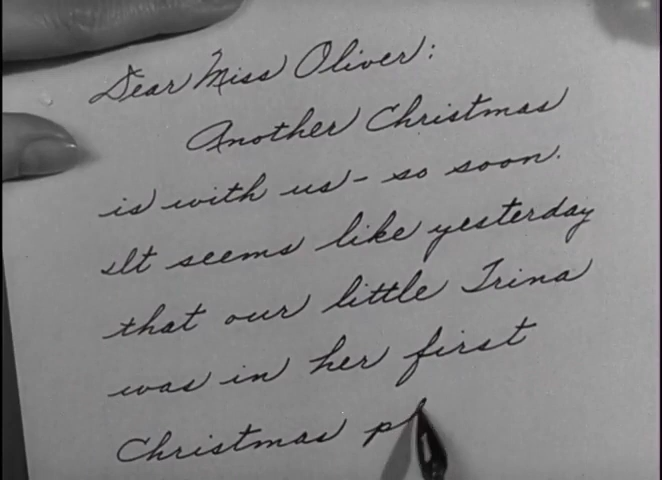 Dear Miss Oliver:
Another Christmas
is with us - so soon.
It seems like yesterday
that our little Trina
was in her first
Christmas pl